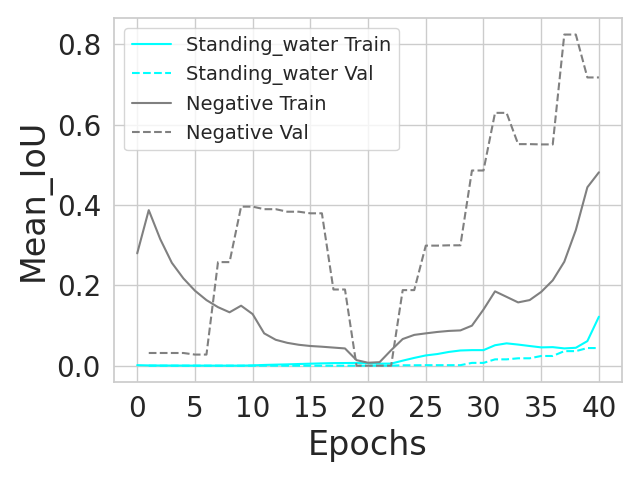 Standing_water Train
Standing_water Val
Negative Train
Negative Val
Mean_IoU
0.8
0.6
0.4
0.2
0.0
0 5 10 15 20 25 30 35 40
Epochs